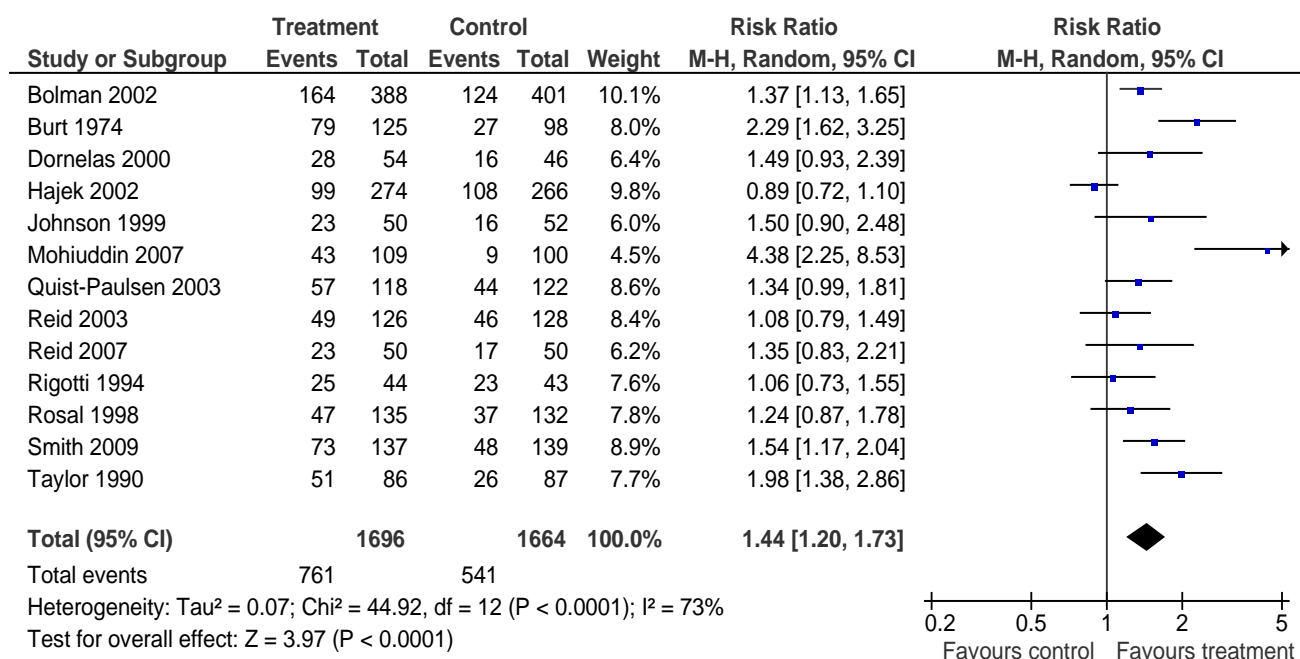 Treatment Control Risk Ratio Risk Ratio
Study or Subgroup Events Total Events Total Weight M-H, Random, 95% CI M-H, Random, 95% CI
Bolman 2002 164 388 124 401 10.1% 1.37 [1.13, 1.65]
Burt 1974 79 125 27 98 8.0% 2.29 [1.62, 3.25]
Dornelas 2000 28 54 16 46 6.4% 1.49 [0.93, 2.39]
Hajek 2002 99 274 108 266 9.8% 0.89 [0.72, 1.10]
Johnson 1999 23 50 16 52 6.0% 1.50 [0.90, 2.48]
Mohiuddin 2007 43 109 9 100 4.5% 4.38 [2.25, 8.53]
Quist-Paulsen 2003 57 118 44 122 8.6% 1.34 [0.99, 1.81]
Reid 2003 49 126 46 128 8.4% 1.08 [0.79, 1.49]
Reid 2007 23 50 17 50 6.2% 1.35 [0.83, 2.21]
Rigotti 1994 25 44 23 43 7.6% 1.06 [0.73, 1.55]
Rosal 1998 47 135 37 132 7.8% 1.24 [0.87, 1.78]
Smith 2009 73 137 48 139 8.9% 1.54 [1.17, 2.04]
Taylor 1990 51 86 26 87 7.7% 1.98 [1.38, 2.86]
Total (95% CI) 1696 1664 100.0% 1.44 [1.20, 1.73]
Total events 761 541
Heterogeneity: Tau² = 0.07; Chi² = 44.92, df = 12 (P < 0.0001); I² = 73%
Test for overall effect: Z = 3.97 (P < 0.0001)
0.2 0.5 1 2 5
Favours control Favours treatment